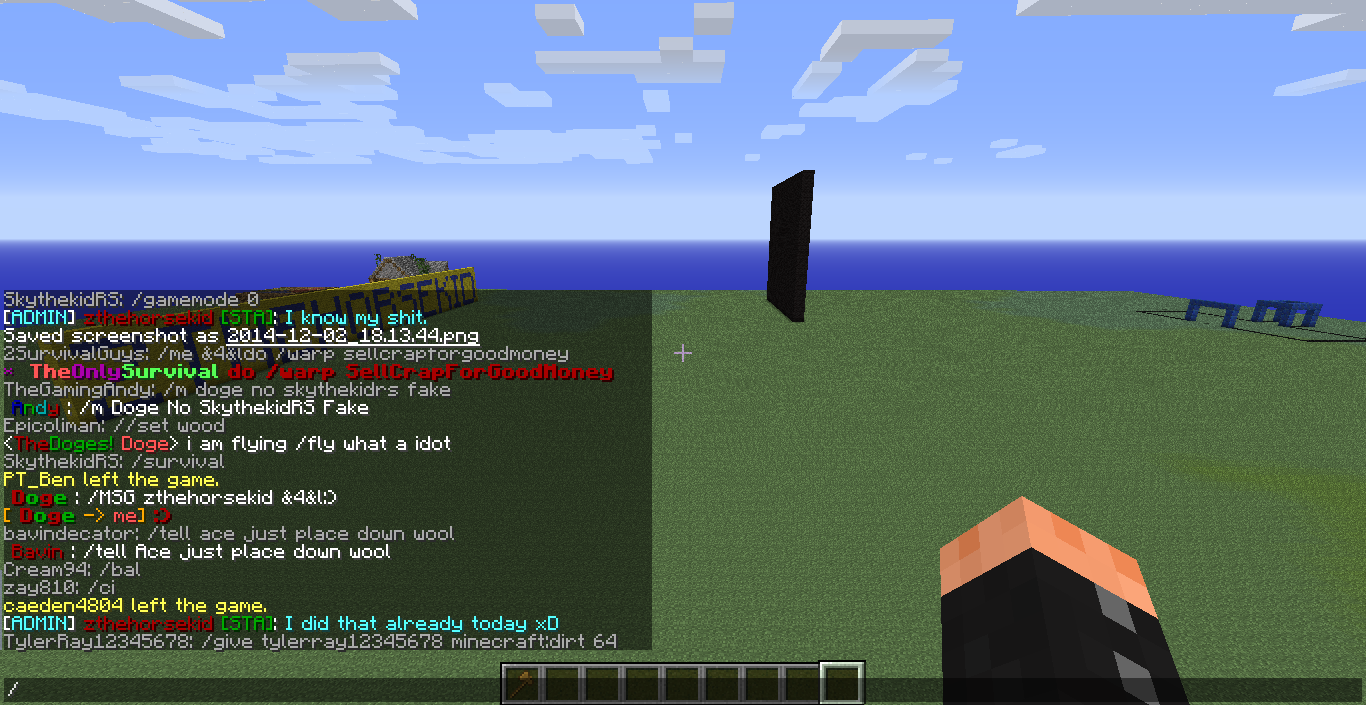 SkythekidRS: /gamemode 0
[ADMIN] zthehorsekid [STA]: I know my shit.
Saved screenshot as 2014-12-02_18.13.44.png
2SurvivalGuys: /me &4&ldo /warp sellcrapforgoodmoney
* TheOnlySurvival do /warp SellCrapForGoodMoney
TheGamingAndy: /m doge no skythekidrs fake
Andy : /m Doge No SkythekidRS Fake
Epicoliman: //set wood
<TheDoges! Doge> i am flying /fly what a idot
SkythekidRS: /survival
PT_Ben left the game.
Doge : /MSG zthehorsekid &4&l:)
[ Doge -> me] :)
bavindecator: /tell ace just place down wool
Bavin : /tell Ace just place down wool
Cream94: /bal
zay810: /ci
caeden4804 left the game.
[ADMIN] zthehorsekid [STA]: I did that already today xD
TylerRay12345678: /give tylerray12345678 minecraft:dirt 64
/